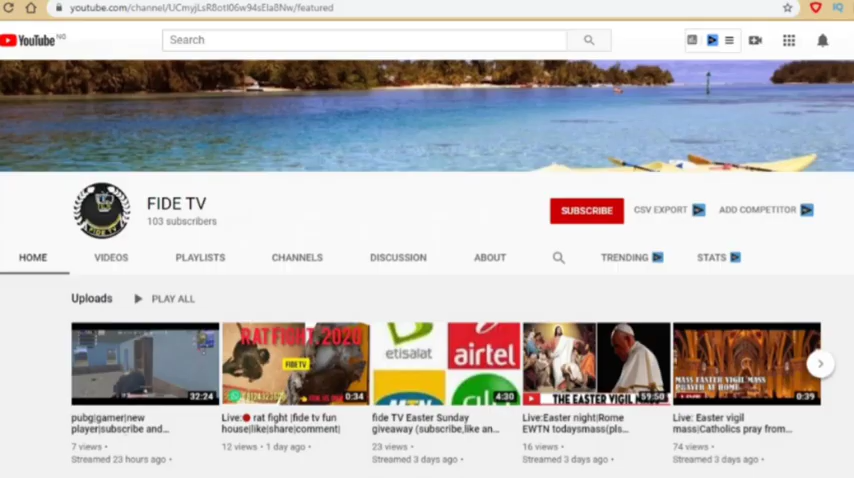 youtube.com/channel/UCmyjLsR8otI06w94sEla8Nw/featured
YouTube NG
Search
FIDE TV
103 subscribers
SUBSCRIBE
CSV EXPORT
ADD COMPETITOR
HOME
VIDEOS
PLAYLISTS
CHANNELS
DISCUSSION
ABOUT
TRENDING
STATS
Uploads
PLAY ALL
32:24
RAT FIGHT 2020
FIDE TV
0:34
etisalat
airtel
4:30
THE EASTER VIGIL
59:50
MASS EASTER VIGIL MASS
PRAYER AT HOME
0:39
pubg|gamer|new
player|subscribe and...
7 views •
Streamed 23 hours ago •
Live:🔴 rat fight |fide tv fun
house|like|share|comment|
12 views • 1 day ago •
fide TV Easter Sunday
giveaway (subscribe,like an...
23 views •
Streamed 3 days ago •
Live:Easter night|Rome
EWTN todaysmass(pls...
16 views •
Streamed 3 days ago •
Live: Easter vigil
mass|Catholics pray from...
74 views •
Streamed 3 days ago •